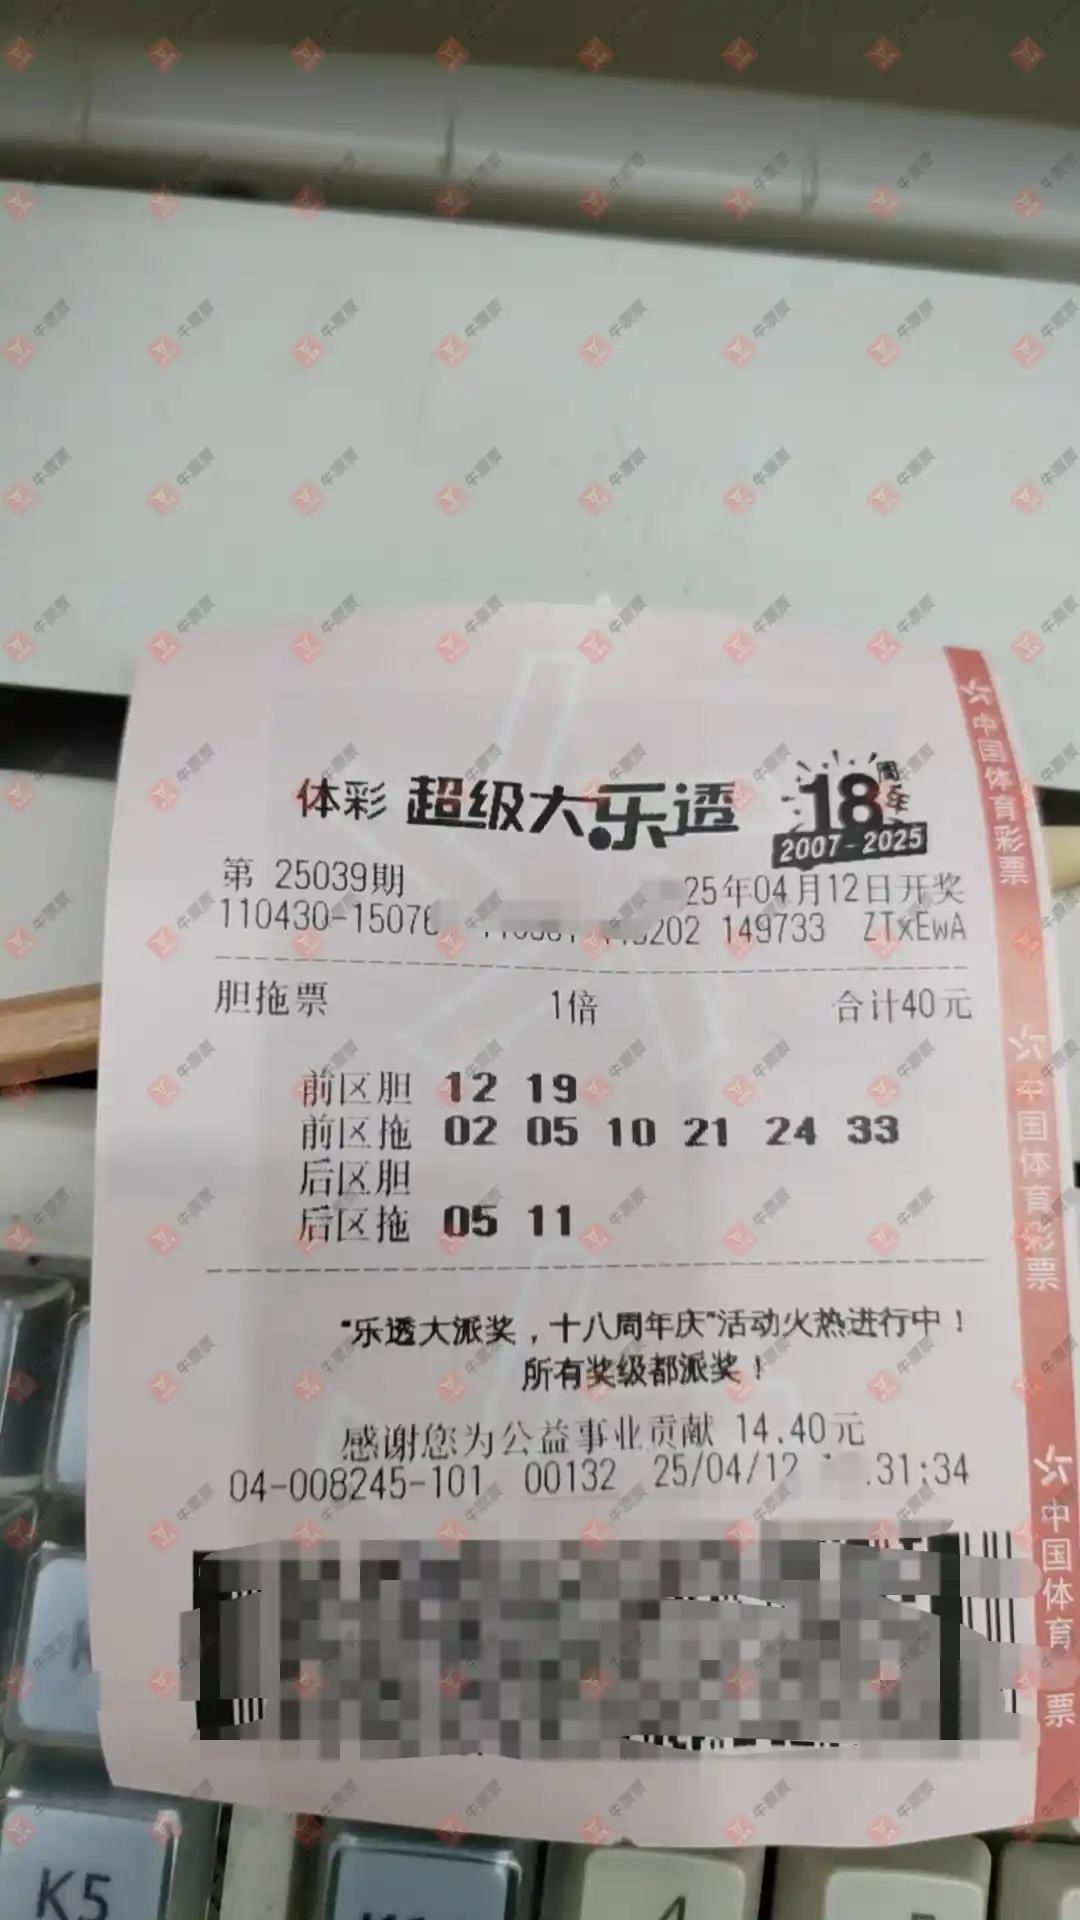 体彩 超级大乐透 18周年
2007-2025
第 25039期 25年04月12日开奖
110430-15076 202 149733 ZTxEwA
胆拖票 1倍 合计40元
前区胆 12 19
前区拖 02 05 10 21 24 33
后区胆
后区拖 05 11
"乐透大派奖，十八周年庆"活动火热进行中！
所有奖级都派奖！
感谢您为公益事业贡献 14.40元
04-008245-101 00132 25/04/12 :31:34
中国体育彩票
中国体育彩票
中国体育 票
K5
牛票票